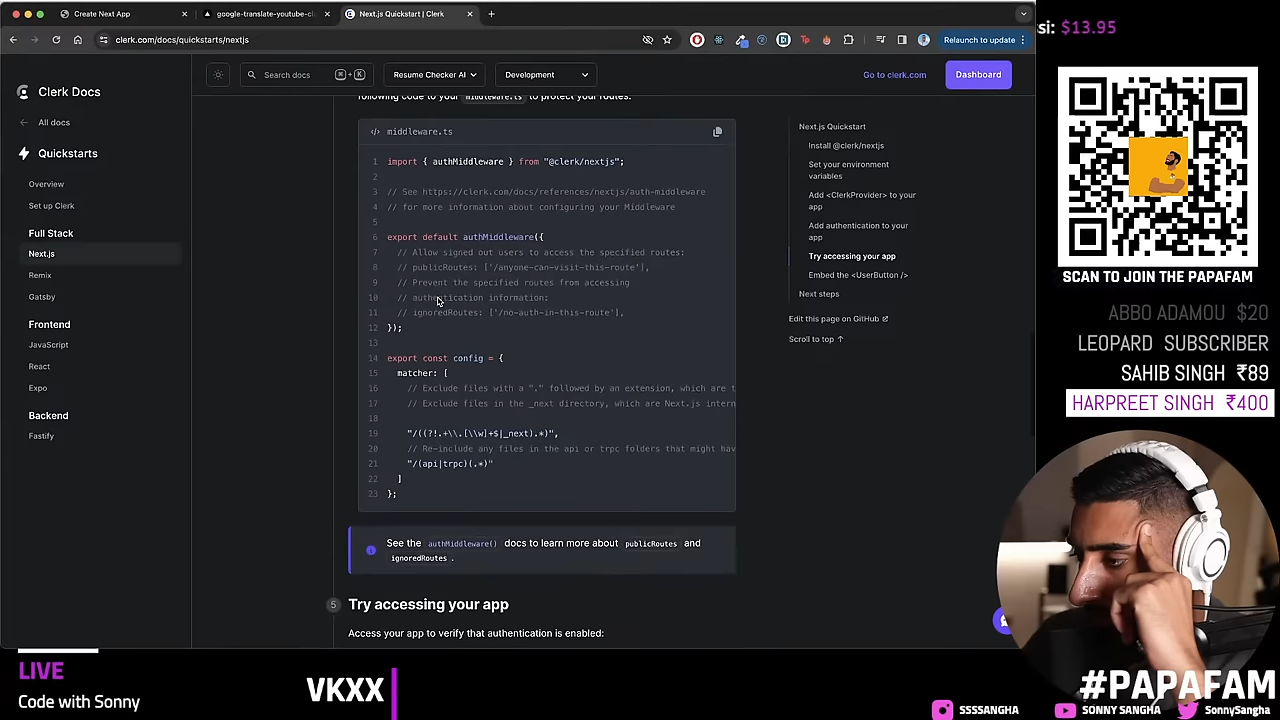 Create Next App
google-translate-youtube-cl
Next.js Quickstart | Clerk
clerk.com/docs/quickstarts/nextjs
Relaunch to update
Clerk Docs
Search docs
⌘ + K
Resume Checker AI
Development
Go to clerk.com
Dashboard
All docs
Quickstarts
Overview
Set up Clerk
Full Stack
Next.js
Remix
Gatsby
Frontend
JavaScript
React
Expo
Backend
Fastify
following code to your middleware.ts to protect your routes.
middleware.ts
1 import { authMiddleware } from "@clerk/nextjs";
2
3 // See https://clerk.com/docs/references/nextjs/auth-middleware
4 // for more information about configuring your Middleware
5
6 export default authMiddleware({
7 // Allow signed out users to access the specified routes:
8 // publicRoutes: ['/anyone-can-visit-this-route'],
9 // Prevent the specified routes from accessing
10 // authentication information:
11 // ignoredRoutes: ['/no-auth-in-this-route'],
12 });
13
14 export const config = {
15 matcher: [
16 // Exclude files with a "." followed by an extension, which are t
17 // Exclude files in the _next directory, which are Next.js intern
18
19 "/((?!.+\\.[\\w]+$|_next).*)",
20 // Re-include any files in the api or trpc folders that might hav
21 "/(api|trpc)(.*)"
22 ]
23 };
See the authMiddleware() docs to learn more about publicRoutes and
ignoredRoutes .
5 Try accessing your app
Access your app to verify that authentication is enabled:
Next.js Quickstart
Install @clerk/nextjs
Set your environment
variables
Add <ClerkProvider> to your
app
Add authentication to your
app
Try accessing your app
Embed the <UserButton />
Next steps
Edit this page on GitHub
Scroll to top ↑
si: $13.95
SCAN TO JOIN THE PAPAFAM
ABBO ADAMOU $20
LEOPARD SUBSCRIBER
SAHIB SINGH ₹89
HARPREET SINGH ₹400
LIVE
Code with Sonny
VKXX
#PAPAFAM
SSSSANGHA
SONNY SANGHA
SonnySangha